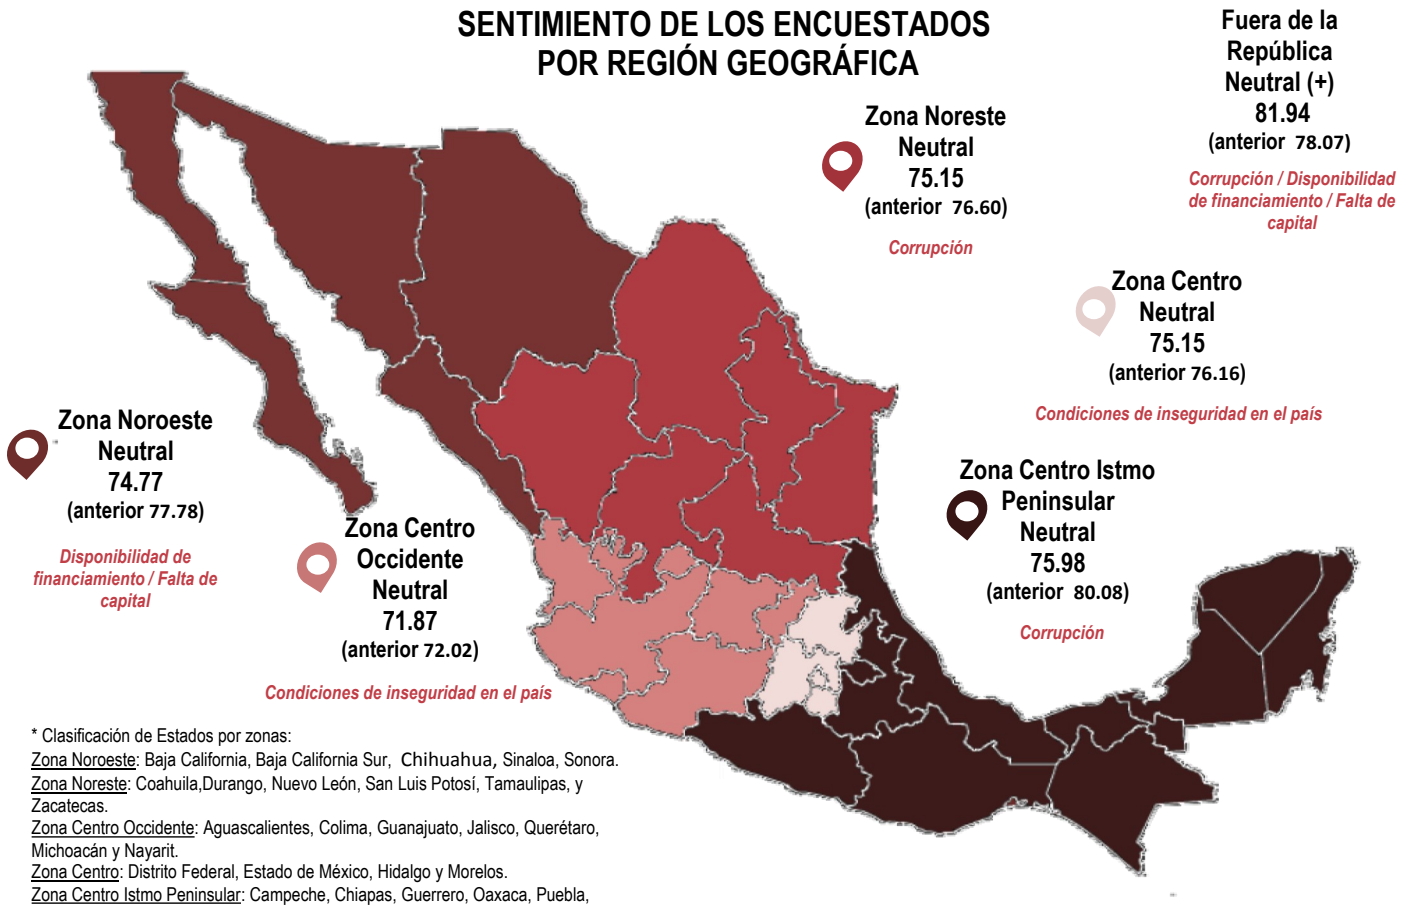 SENTIMIENTO DE LOS ENCUESTADOS
POR REGIÓN GEOGRÁFICA
Fuera de la
República
Neutral (+)
81.94
(anterior 78.07)
Corrupción / Disponibilidad
de financiamiento / Falta de
capital
Zona Noreste
Neutral
75.15
(anterior 76.60)
Corrupción
Zona Centro
Neutral
75.15
(anterior 76.16)
Condiciones de inseguridad en el país
Zona Noroeste
Neutral
74.77
(anterior 77.78)
Disponibilidad de
financiamiento / Falta de
capital
Zona Centro
Occidente
Neutral
71.87
(anterior 72.02)
Condiciones de inseguridad en el país
Zona Centro Istmo
Peninsular
Neutral
75.98
(anterior 80.08)
Corrupción
* Clasificación de Estados por zonas:
Zona Noroeste: Baja California, Baja California Sur, Chihuahua, Sinaloa, Sonora.
Zona Noreste: Coahuila,Durango, Nuevo León, San Luis Potosí, Tamaulipas, y
Zacatecas.
Zona Centro Occidente: Aguascalientes, Colima, Guanajuato, Jalisco, Querétaro,
Michoacán y Nayarit.
Zona Centro: Distrito Federal, Estado de México, Hidalgo y Morelos.
Zona Centro Istmo Peninsular: Campeche, Chiapas, Guerrero, Oaxaca, Puebla,